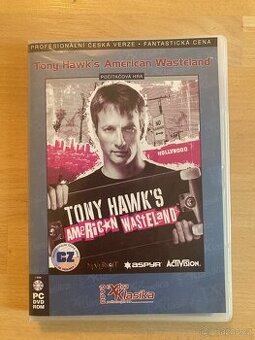 PROFESIONÁLNÍ ČESKÁ VERZE • FANTASTICKÁ CENA
Tony Hawk's American Wasteland
POČÍTAČOVÁ HRA
HOLLYWOOD
TONY HAWK'S
AMERICAN WASTELAND
CZ
ASPYR
ACTIVISION
PC
DVD
ROM
eXtra
Klasika